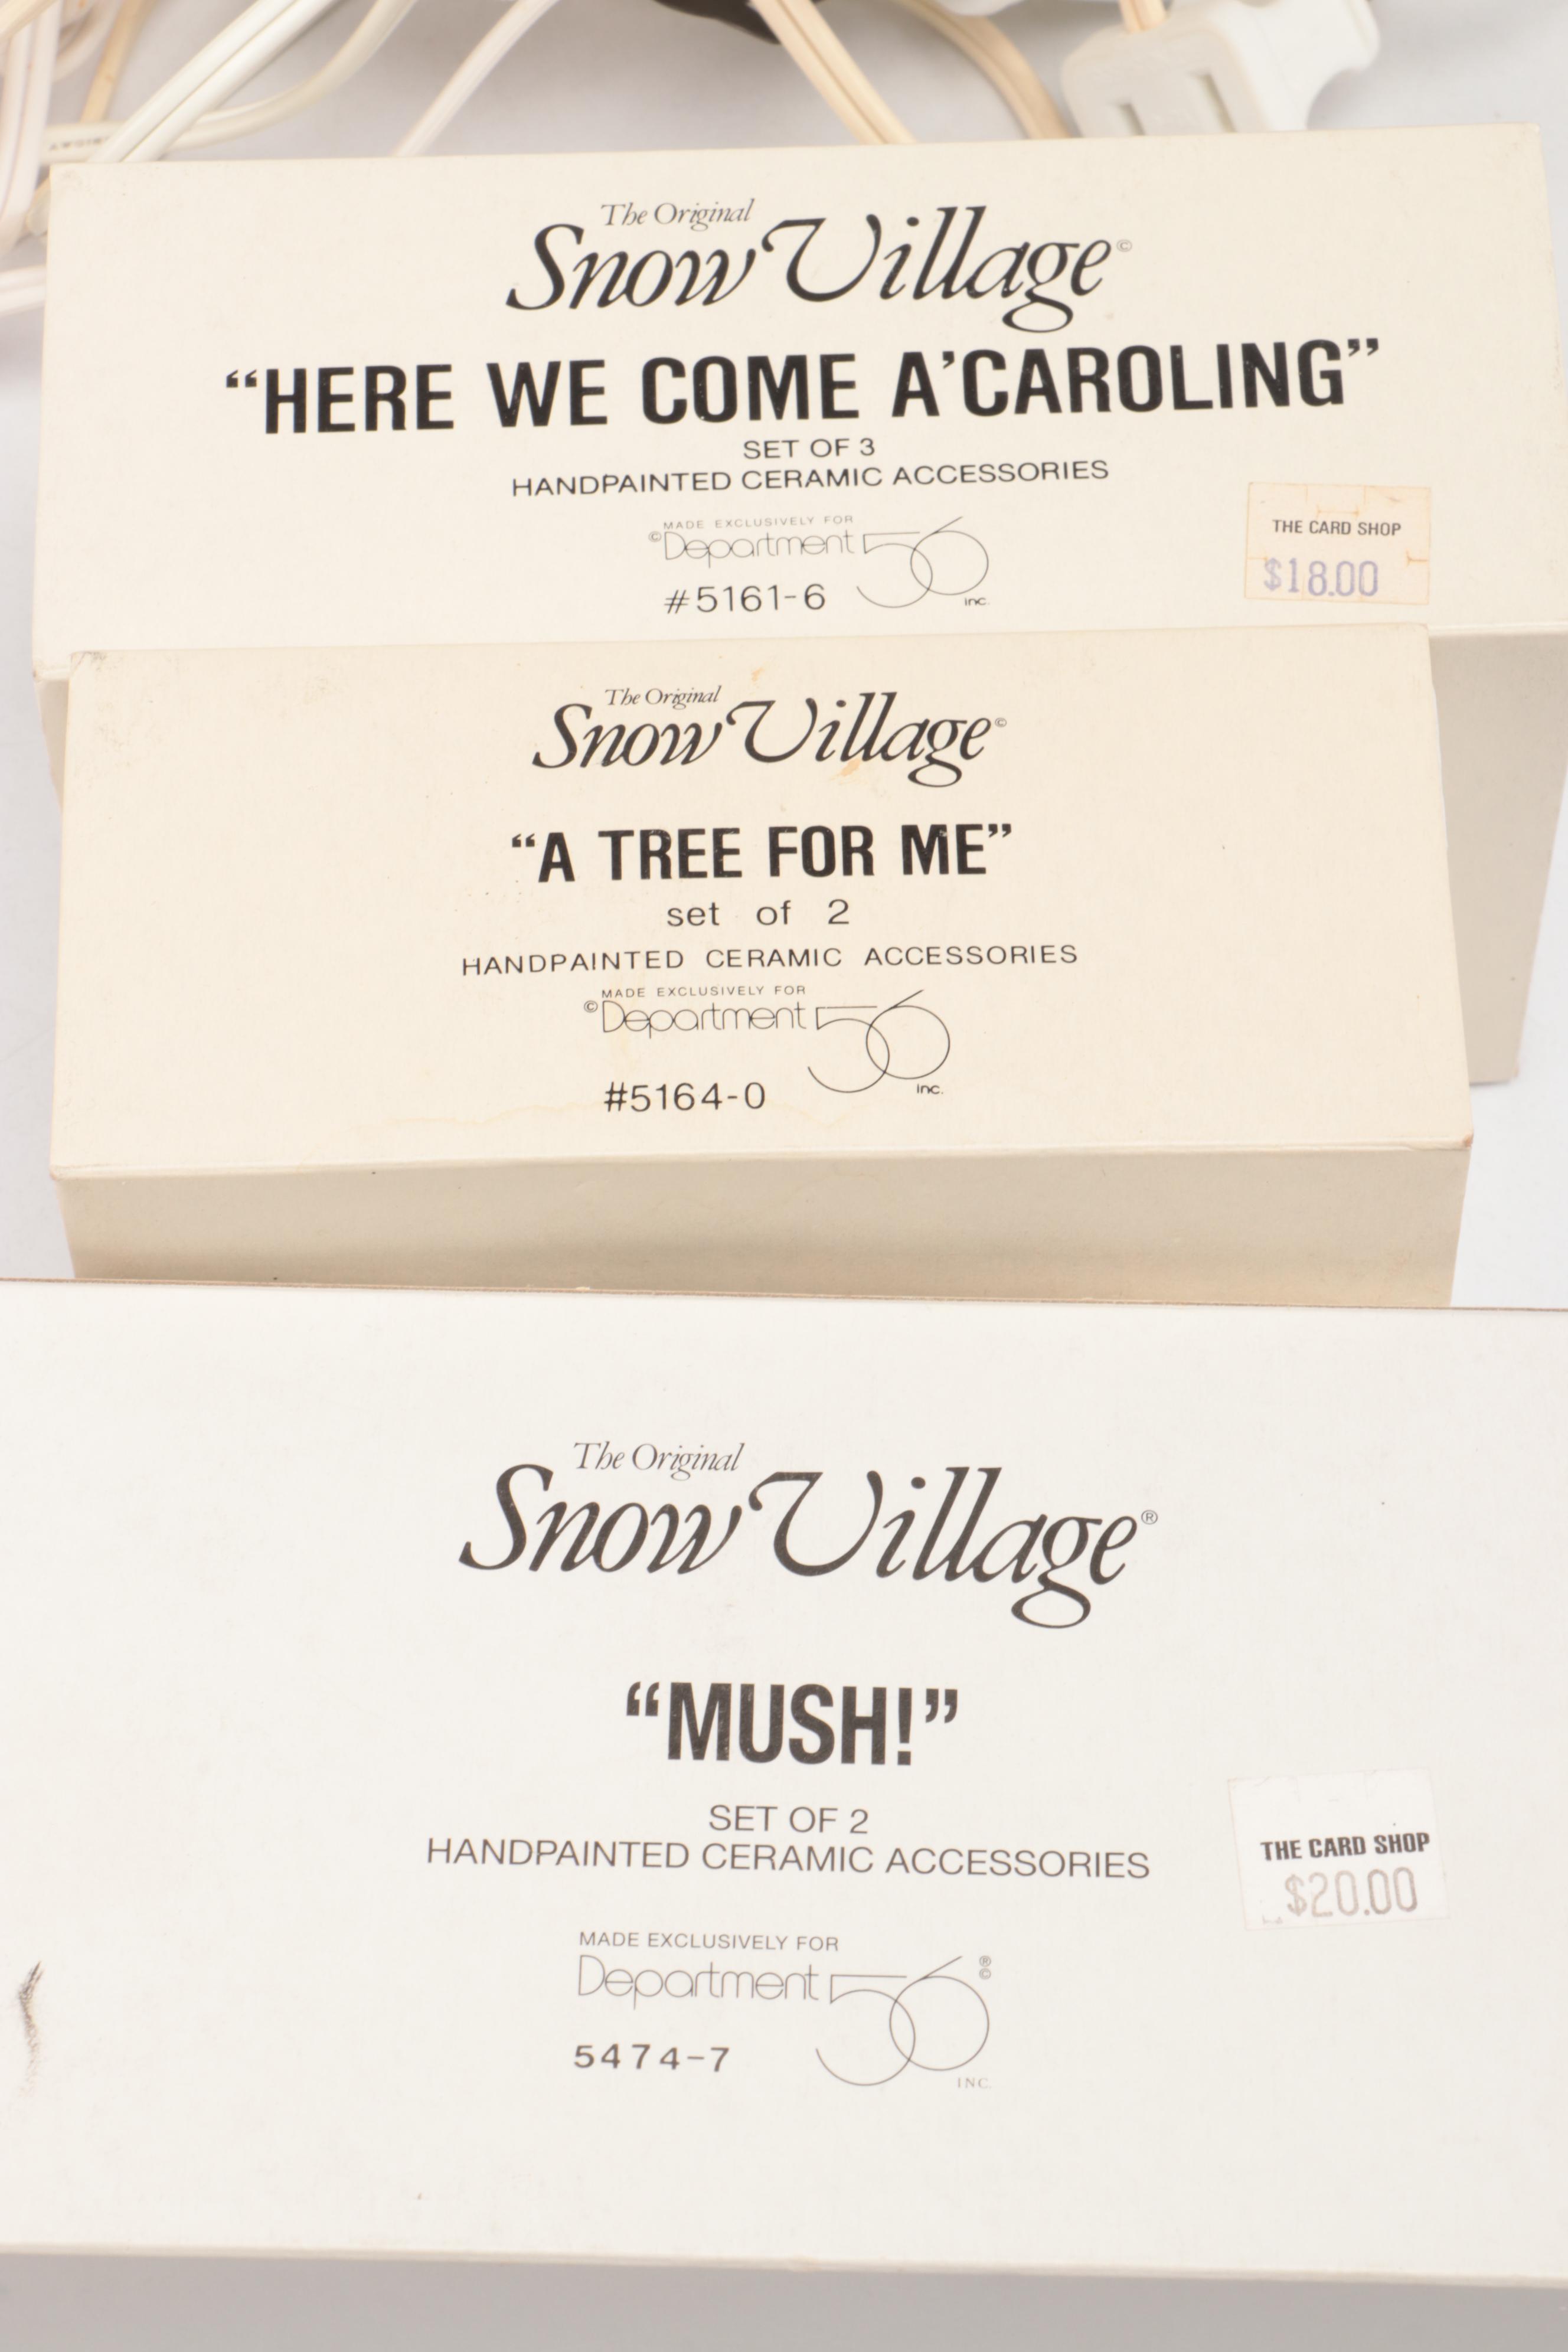 The Original
Snow Village©
“HERE WE COME A’CAROLING”
SET OF 3
HANDPAINTED CERAMIC ACCESSORIES
MADE EXCLUSIVELY FOR
©Department 56
inc.
#5161-6
THE CARD SHOP
$18.00
The Original
Snow Village©
“A TREE FOR ME”
set of 2
HANDPAINTED CERAMIC ACCESSORIES
MADE EXCLUSIVELY FOR
©Department 56
inc.
#5164-0
The Original
Snow Village®
“MUSH!”
SET OF 2
HANDPAINTED CERAMIC ACCESSORIES
THE CARD SHOP
$20.00
MADE EXCLUSIVELY FOR
Department 56®©
INC.
5474-7